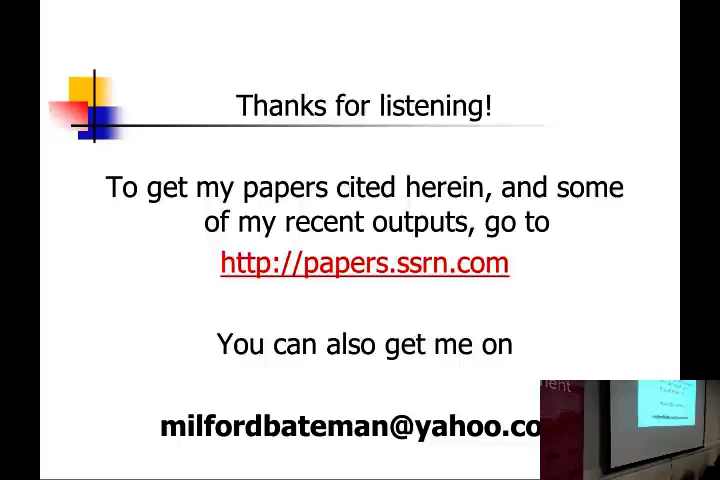 Thanks for listening!
To get my papers cited herein, and some
of my recent outputs, go to
http://papers.ssrn.com
You can also get me on
milfordbateman@yahoo.co